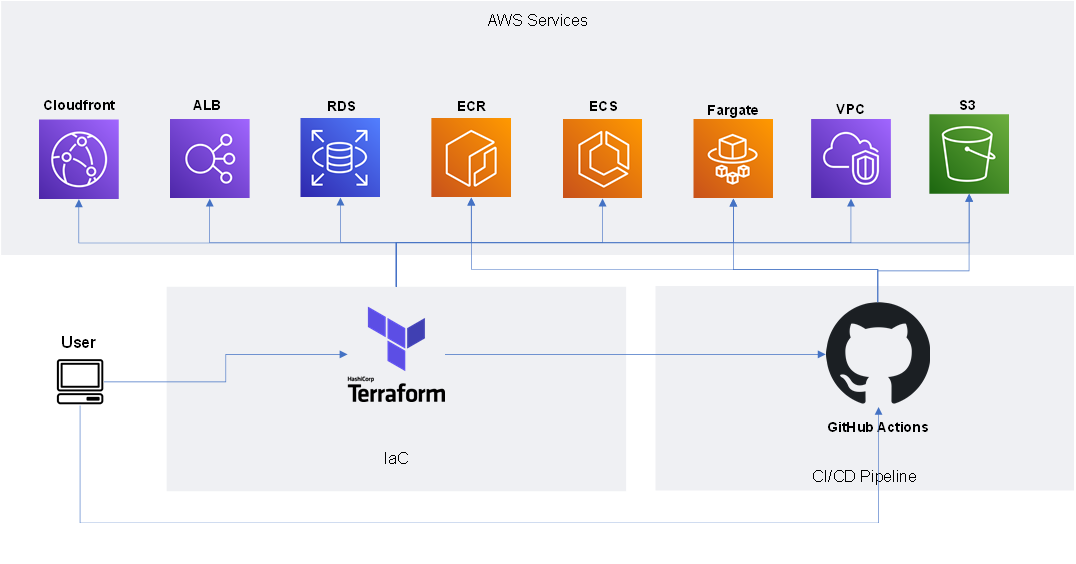 AWS Services
Cloudfront
ALB
RDS
ECR
ECS
Fargate
VPC
S3
User
HashiCorp
Terraform
GitHub Actions
IaC
CI/CD Pipeline